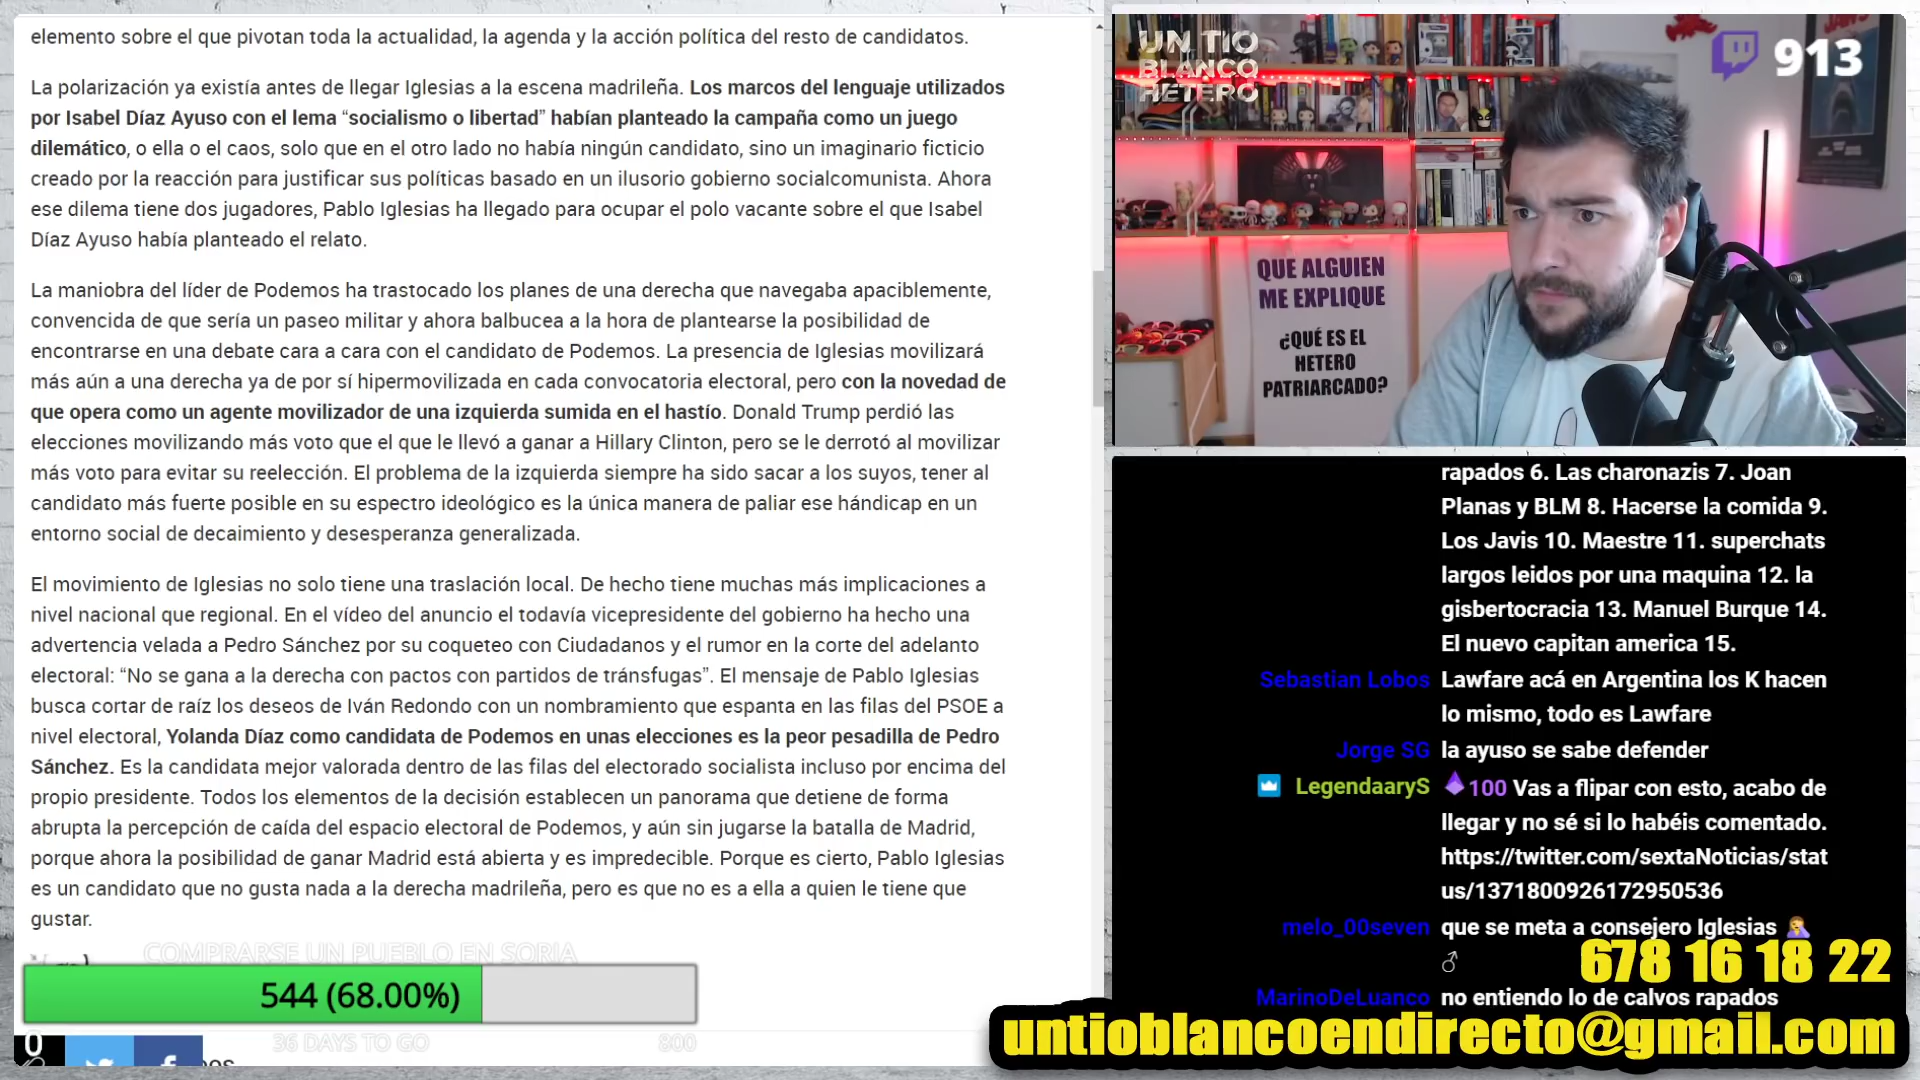 elemento sobre el que pivotan toda la actualidad, la agenda y la acción política del resto de candidatos.
La polarización ya existía antes de llegar Iglesias a la escena madrileña. Los marcos del lenguaje utilizados
por Isabel Díaz Ayuso con el lema “socialismo o libertad” habían planteado la campaña como un juego
dilemático, o ella o el caos, solo que en el otro lado no había ningún candidato, sino un imaginario ficticio
creado por la reacción para justificar sus políticas basado en un ilusorio gobierno socialcomunista. Ahora
ese dilema tiene dos jugadores, Pablo Iglesias ha llegado para ocupar el polo vacante sobre el que Isabel
Díaz Ayuso había planteado el relato.
La maniobra del líder de Podemos ha trastocado los planes de una derecha que navegaba apaciblemente,
convencida de que sería un paseo militar y ahora balbucea a la hora de plantearse la posibilidad de
encontrarse en una debate cara a cara con el candidato de Podemos. La presencia de Iglesias movilizará
más aún a una derecha ya de por sí hipermovilizada en cada convocatoria electoral, pero con la novedad de
que opera como un agente movilizador de una izquierda sumida en el hastío. Donald Trump perdió las
elecciones movilizando más voto que el que le llevó a ganar a Hillary Clinton, pero se le derrotó al movilizar
más voto para evitar su reelección. El problema de la izquierda siempre ha sido sacar a los suyos, tener al
candidato más fuerte posible en su espectro ideológico es la única manera de paliar ese hándicap en un
entorno social de decaimiento y desesperanza generalizada.
El movimiento de Iglesias no solo tiene una traslación local. De hecho tiene muchas más implicaciones a
nivel nacional que regional. En el vídeo del anuncio el todavía vicepresidente del gobierno ha hecho una
advertencia velada a Pedro Sánchez por su coqueteo con Ciudadanos y el rumor en la corte del adelanto
electoral: “No se gana a la derecha con pactos con partidos de tránsfugas”. El mensaje de Pablo Iglesias
busca cortar de raíz los deseos de Iván Redondo con un nombramiento que espanta en las filas del PSOE a
nivel electoral, Yolanda Díaz como candidata de Podemos en unas elecciones es la peor pesadilla de Pedro
Sánchez. Es la candidata mejor valorada dentro de las filas del electorado socialista incluso por encima del
propio presidente. Todos los elementos de la decisión establecen un panorama que detiene de forma
abrupta la percepción de caída del espacio electoral de Podemos, y aún sin jugarse la batalla de Madrid,
porque ahora la posibilidad de ganar Madrid está abierta y es impredecible. Porque es cierto, Pablo Iglesias
es un candidato que no gusta nada a la derecha madrileña, pero es que no es a ella a quien le tiene que
gustar.
COMPRARSE UN PUEBLO EN SORIA
544 (68.00%)
0
36 DAYS TO GO
800
UN TIO
BLANCO
HETERO
913
JAWS
QUE ALGUIEN
ME EXPLIQUE
¿QUÉ ES EL
HETERO
PATRIARCADO?
rapados 6. Las charonazis 7. Joan
Planas y BLM 8. Hacerse la comida 9.
Los Javis 10. Maestre 11. superchats
largos leidos por una maquina 12. la
gisbertocracia 13. Manuel Burque 14.
El nuevo capitan america 15.
Sebastian Lobos Lawfare acá en Argentina los K hacen
lo mismo, todo es Lawfare
Jorge SG la ayuso se sabe defender
LegendaaryS 100 Vas a flipar con esto, acabo de
llegar y no sé si lo habéis comentado.
https://twitter.com/sextaNoticias/stat
us/1371800926172950536
melo_00seven que se meta a consejero Iglesias 🤦
♂
678 16 18 22
MarinoDeLuanco no entiendo lo de calvos rapados
untioblancoendirecto@gmail.com